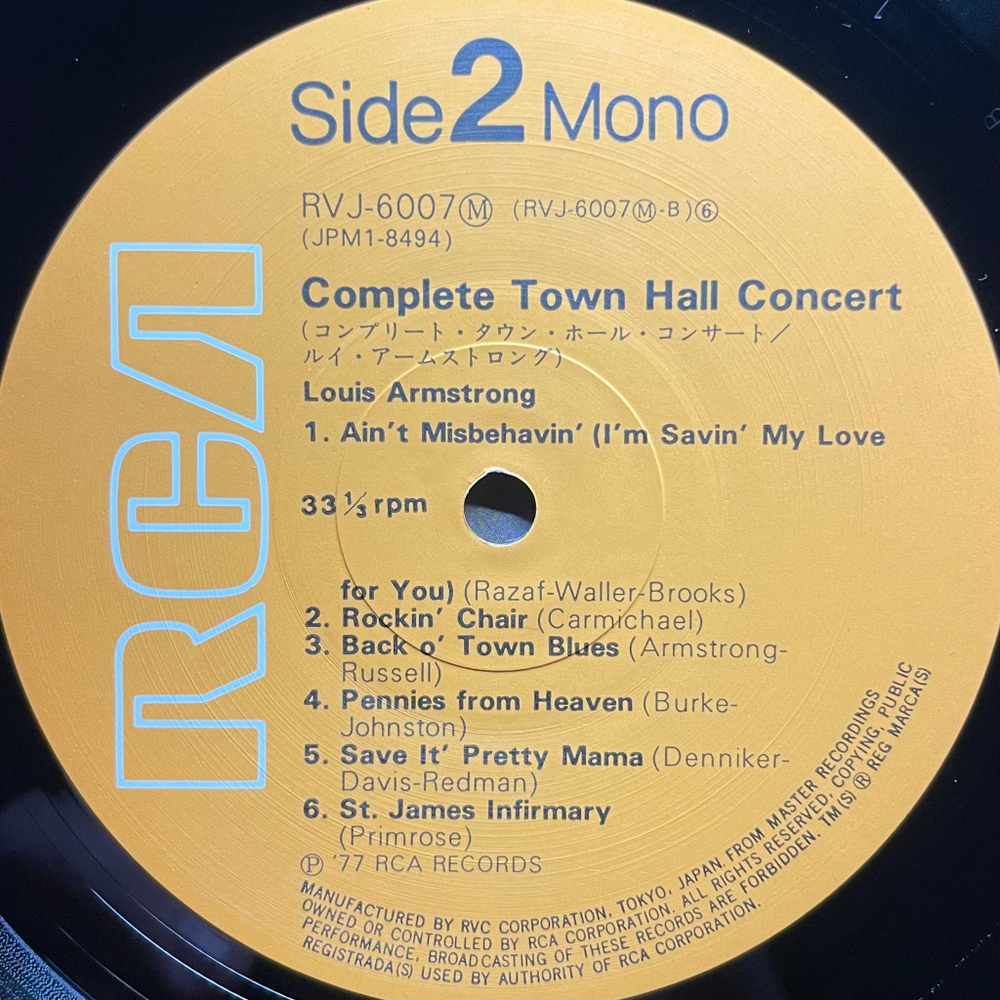 Side 2 Mono
RVJ-6007Ⓜ (RVJ-6007Ⓜ-B)⑥
(JPM1-8494)
Complete Town Hall Concert
(コンプリート・タウン・ホール・コンサート／
ルイ・アームストロング)
Louis Armstrong
1. Ain't Misbehavin' (I'm Savin' My Love
33 ⅓ rpm
for You) (Razaf-Waller-Brooks)
2. Rockin' Chair (Carmichael)
3. Back o' Town Blues (Armstrong-
Russell)
4. Pennies from Heaven (Burke-
Johnston)
5. Save It' Pretty Mama (Denniker-
Davis-Redman)
6. St. James Infirmary
(Primrose)
Ⓟ '77 RCA RECORDS
MANUFACTURED BY RVC CORPORATION, TOKYO, JAPAN. FROM MASTER RECORDINGS
OWNED OR CONTROLLED BY RCA CORPORATION. ALL RIGHTS RESERVED, COPYING, PUBLIC
PERFORMANCE, BROADCASTING OF THESE RECORDS ARE FORBIDDEN. TM(S) ® REG MARCA(S)
REGISTRADA(S) USED BY AUTHORITY OF RCA CORPORATION.
RCA